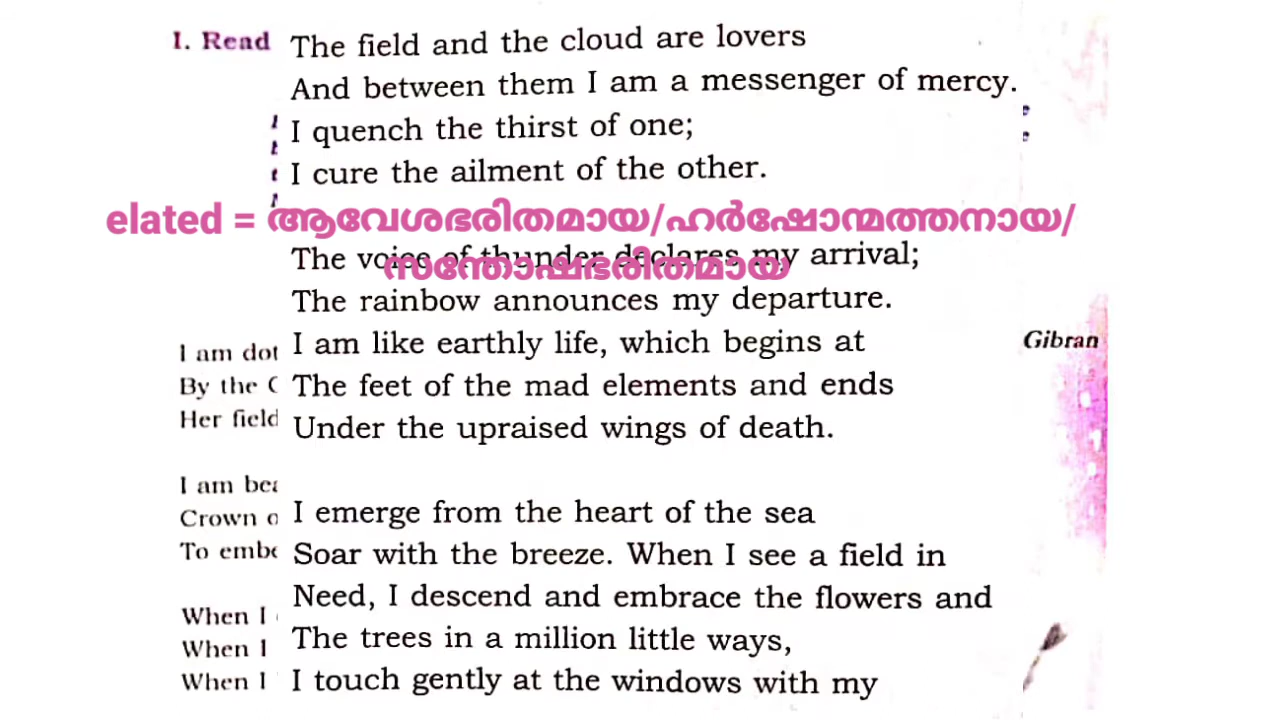 I. Read
The field and the cloud are lovers
And between them I am a messenger of mercy.
I quench the thirst of one;
I cure the ailment of the other.
elated = ആവേശഭരിതമായ/ഹർഷോന്മത്തനായ/
സന്തോഷഭരിതമായ
The voice of thunder declares my arrival;
The rainbow announces my departure.
I am like earthly life, which begins at
The feet of the mad elements and ends
Under the upraised wings of death.
Gibran
I am dot
By the
Her field
I am
Crown o
To
When I
When I
When I
I emerge from the heart of the sea
Soar with the breeze. When I see a field in
Need, I descend and embrace the flowers and
The trees in a million little ways,
I touch gently at the windows with my